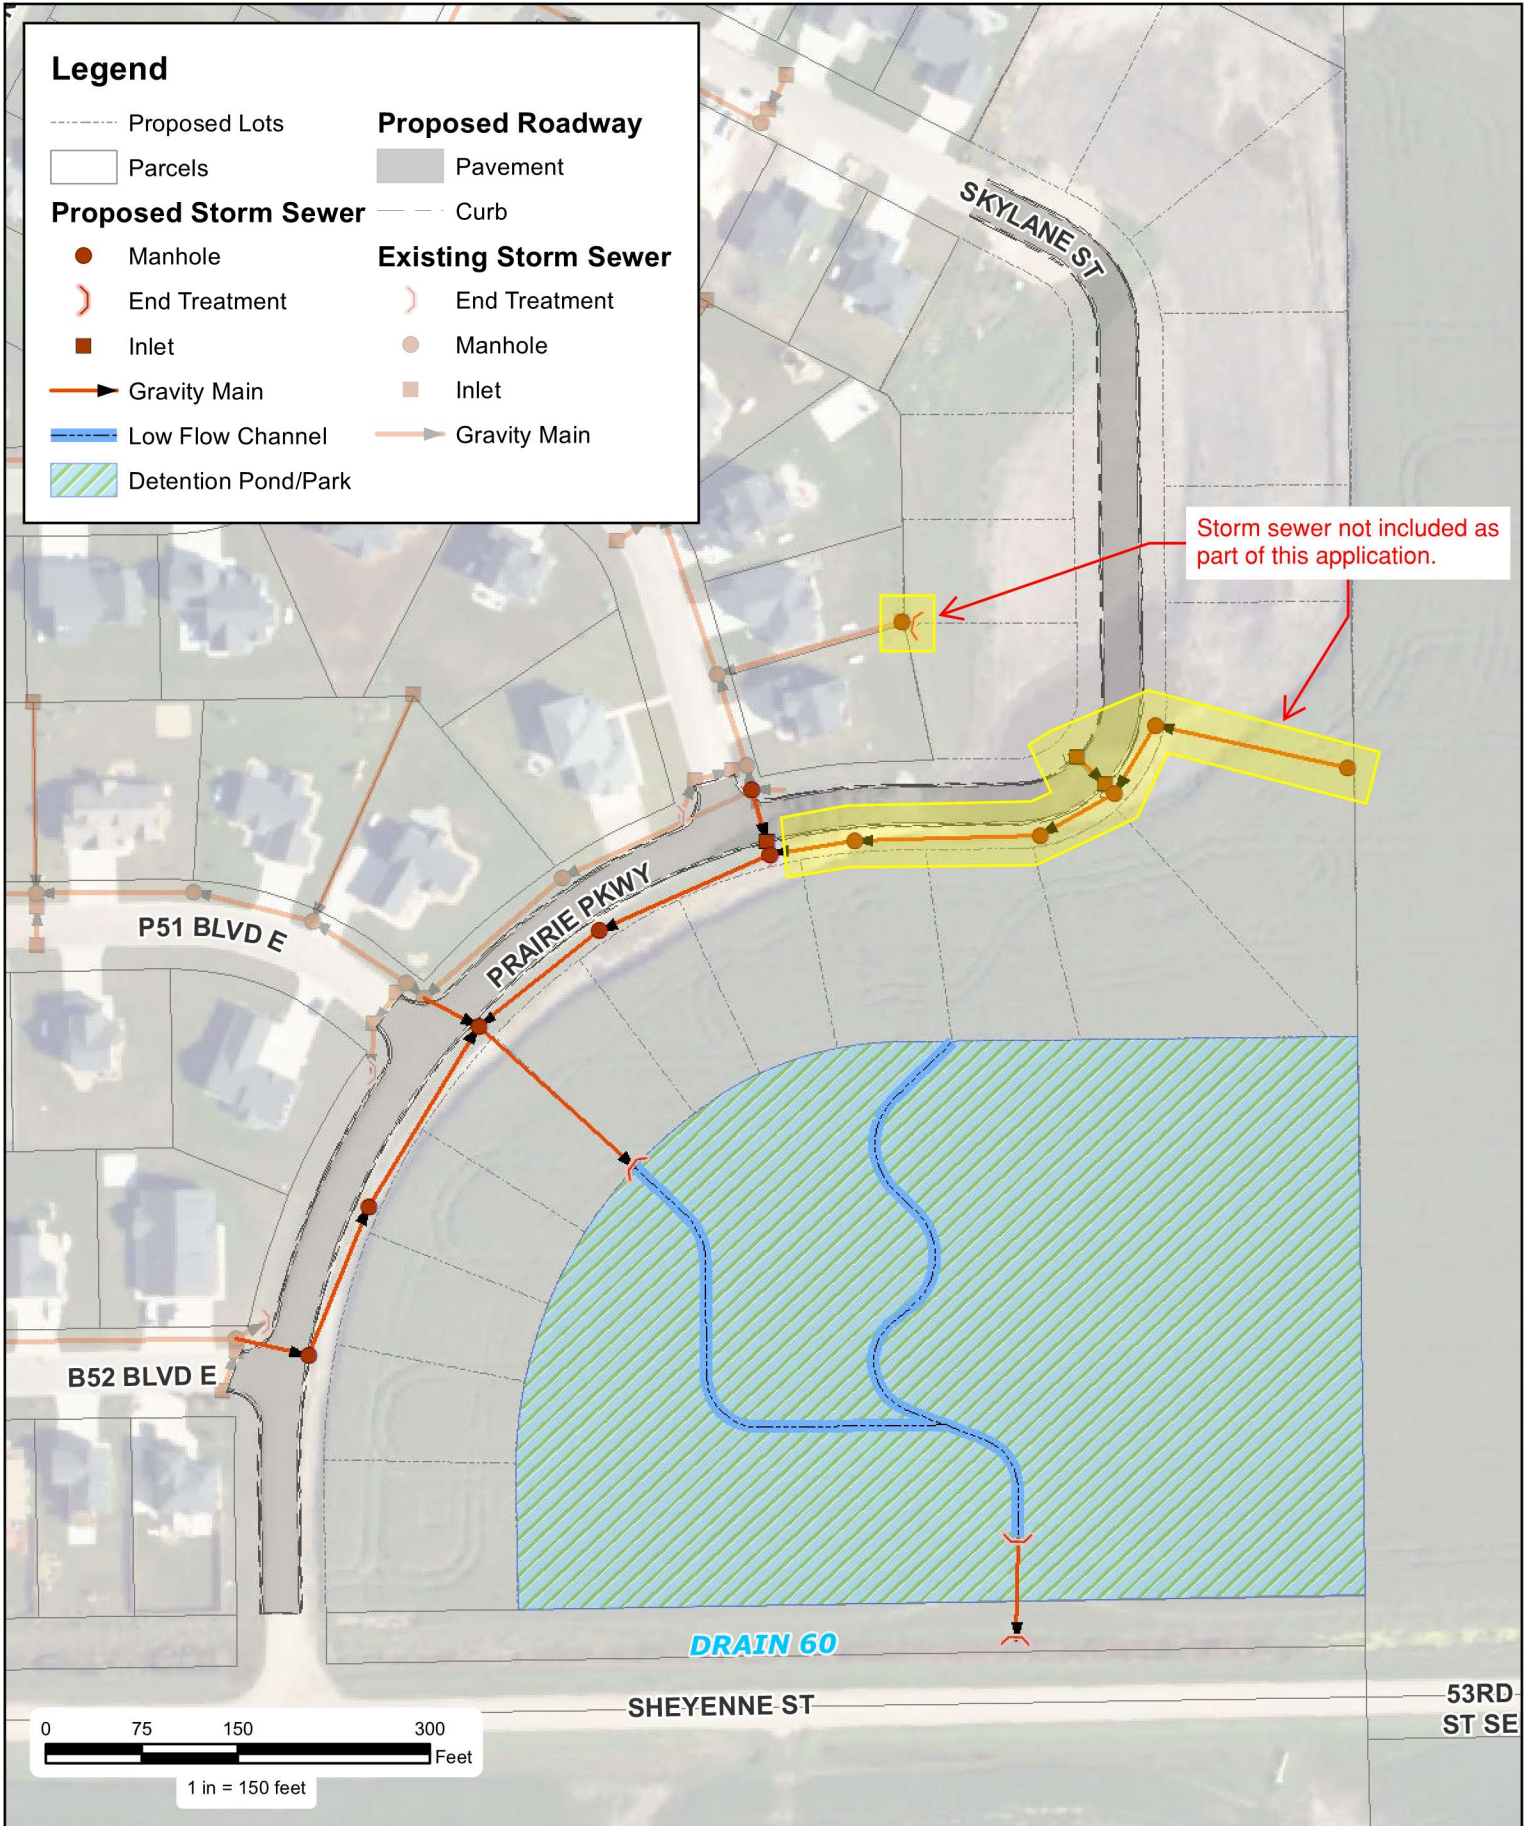 Legend
Proposed Lots
Parcels
Proposed Storm Sewer
Manhole
End Treatment
Inlet
Gravity Main
Low Flow Channel
Detention Pond/Park
Proposed Roadway
Pavement
Curb
Existing Storm Sewer
End Treatment
Manhole
Inlet
Gravity Main
SKYLANE ST
Storm sewer not included as
part of this application.
PRAIRIE PKWY
P51 BLVD E
B52 BLVD E
DRAIN 60
SHEYENNE ST
53RD
ST SE
0 75 150 300
Feet
1 in = 150 feet